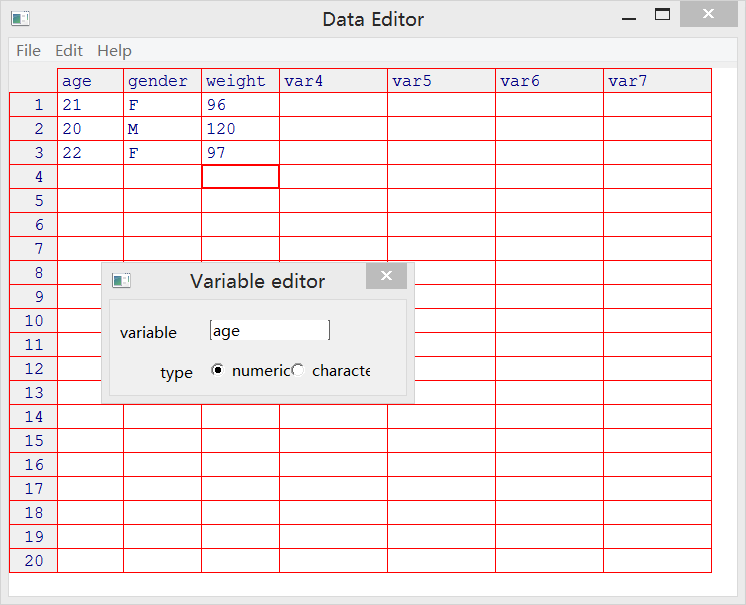 Data Editor
File Edit Help
age gender weight var4 var5 var6 var7
1 21 F 96
2 20 M 120
3 22 F 97
4
5
6
7
8
Variable editor
9
10
variable age
11
12
type numeric characte
13
14
15
16
17
18
19
20